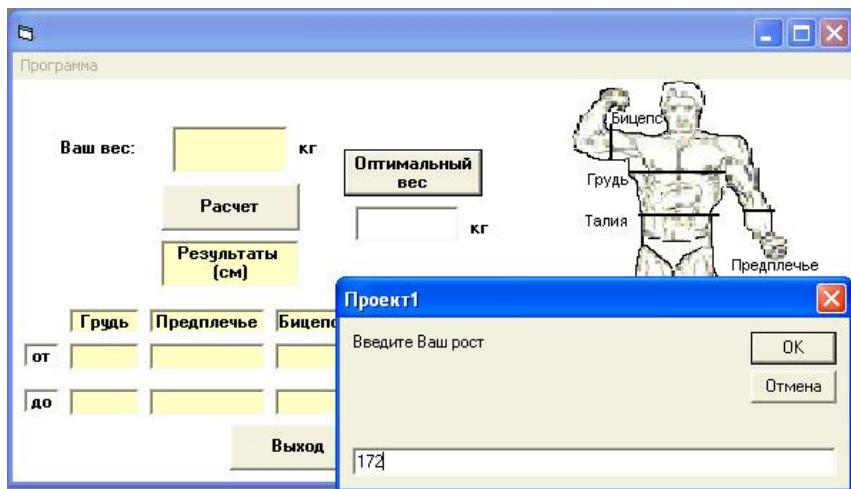 Программа
Ваш вес:
кг
Оптимальный
вес
Расчет
кг
Результаты
(см)
Бицепс
Грудь
Талия
Предплечье
Грудь Предплечье Бицепс
от
до
Выход
Проект1
Введите Ваш рост
OK
Отмена
172